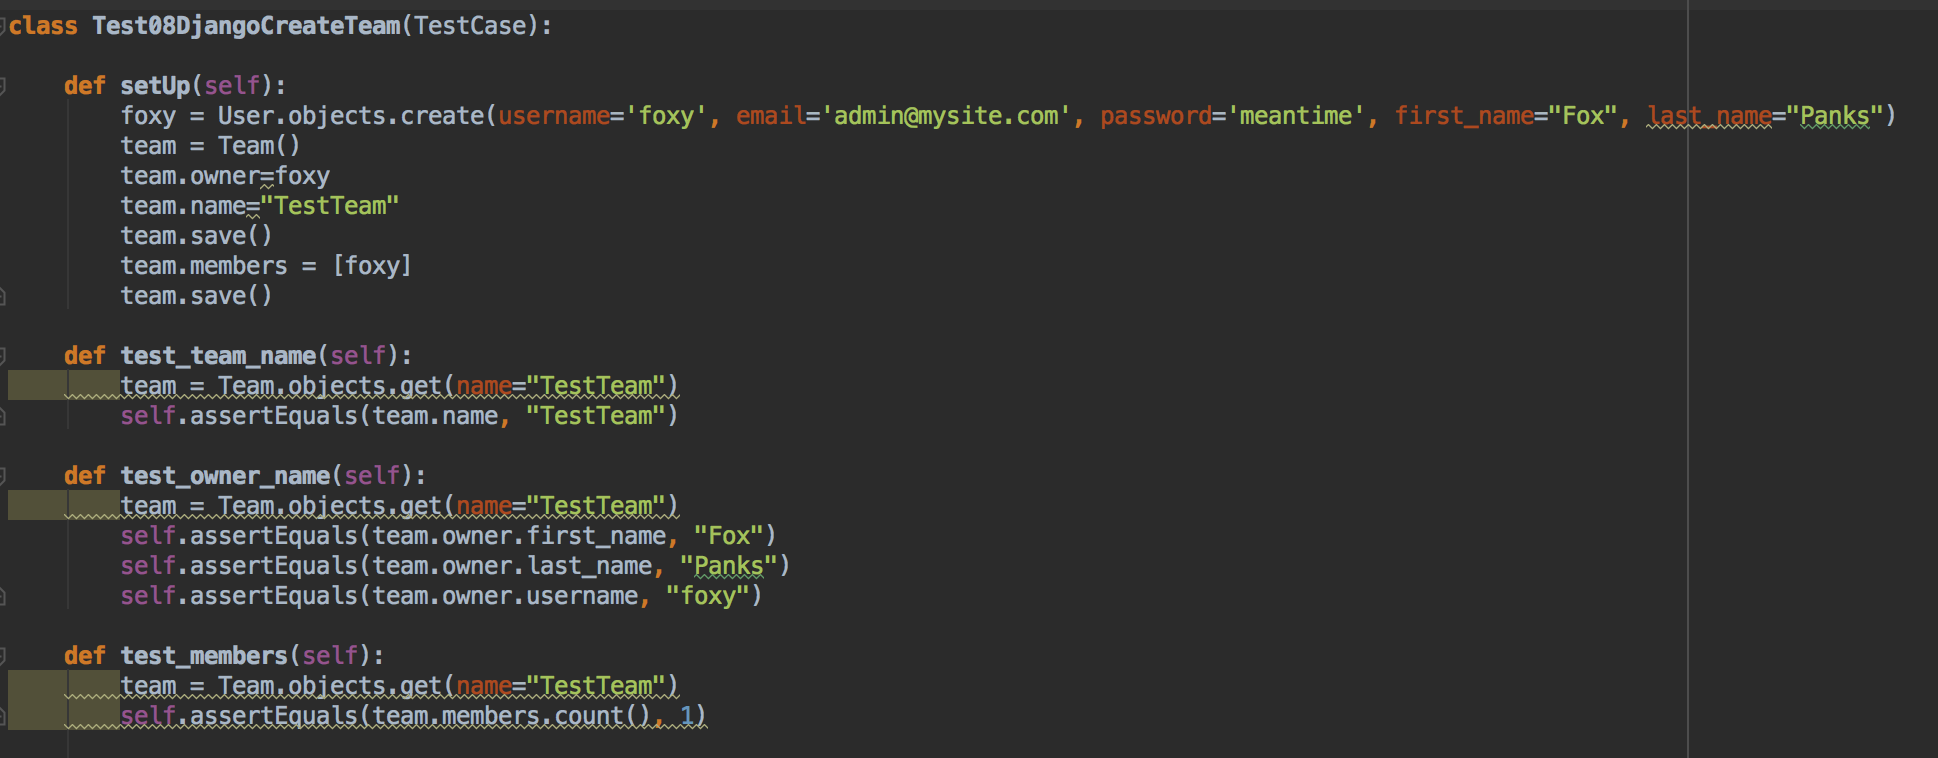 class Test08DjangoCreateTeam(TestCase):
    def setUp(self):
        foxy = User.objects.create(username='foxy', email='admin@mysite.com', password='meantime', first_name="Fox", last_name="Panks")
        team = Team()
        team.owner=foxy
        team.name="TestTeam"
        team.save()
        team.members = [foxy]
        team.save()
    def test_team_name(self):
        team = Team.objects.get(name="TestTeam")
        self.assertEquals(team.name, "TestTeam")
    def test_owner_name(self):
        team = Team.objects.get(name="TestTeam")
        self.assertEquals(team.owner.first_name, "Fox")
        self.assertEquals(team.owner.last_name, "Panks")
        self.assertEquals(team.owner.username, "foxy")
    def test_members(self):
        team = Team.objects.get(name="TestTeam")
        self.assertEquals(team.members.count(), 1)